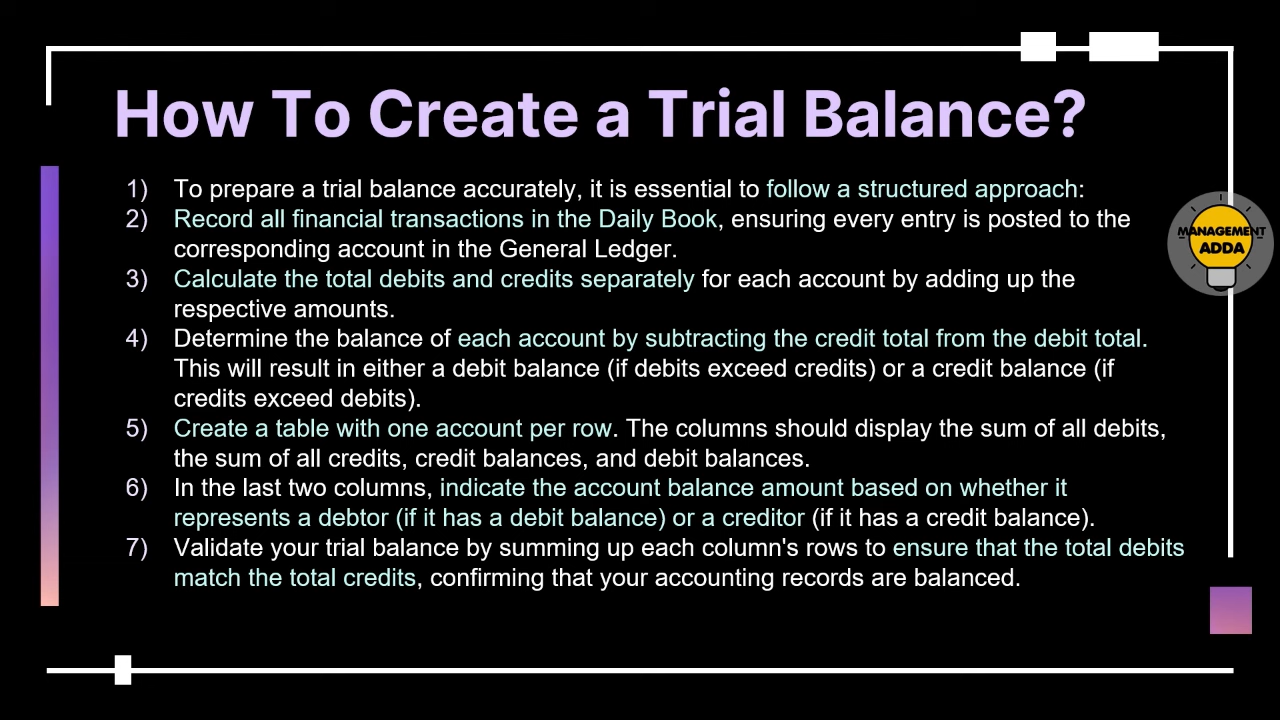 How To Create a Trial Balance?
1) To prepare a trial balance accurately, it is essential to follow a structured approach:
2) Record all financial transactions in the Daily Book, ensuring every entry is posted to the
corresponding account in the General Ledger.
3) Calculate the total debits and credits separately for each account by adding up the
respective amounts.
4) Determine the balance of each account by subtracting the credit total from the debit total.
This will result in either a debit balance (if debits exceed credits) or a credit balance (if
credits exceed debits).
5) Create a table with one account per row. The columns should display the sum of all debits,
the sum of all credits, credit balances, and debit balances.
6) In the last two columns, indicate the account balance amount based on whether it
represents a debtor (if it has a debit balance) or a creditor (if it has a credit balance).
7) Validate your trial balance by summing up each column's rows to ensure that the total debits
match the total credits, confirming that your accounting records are balanced.
MANAGEMENT
ADDA